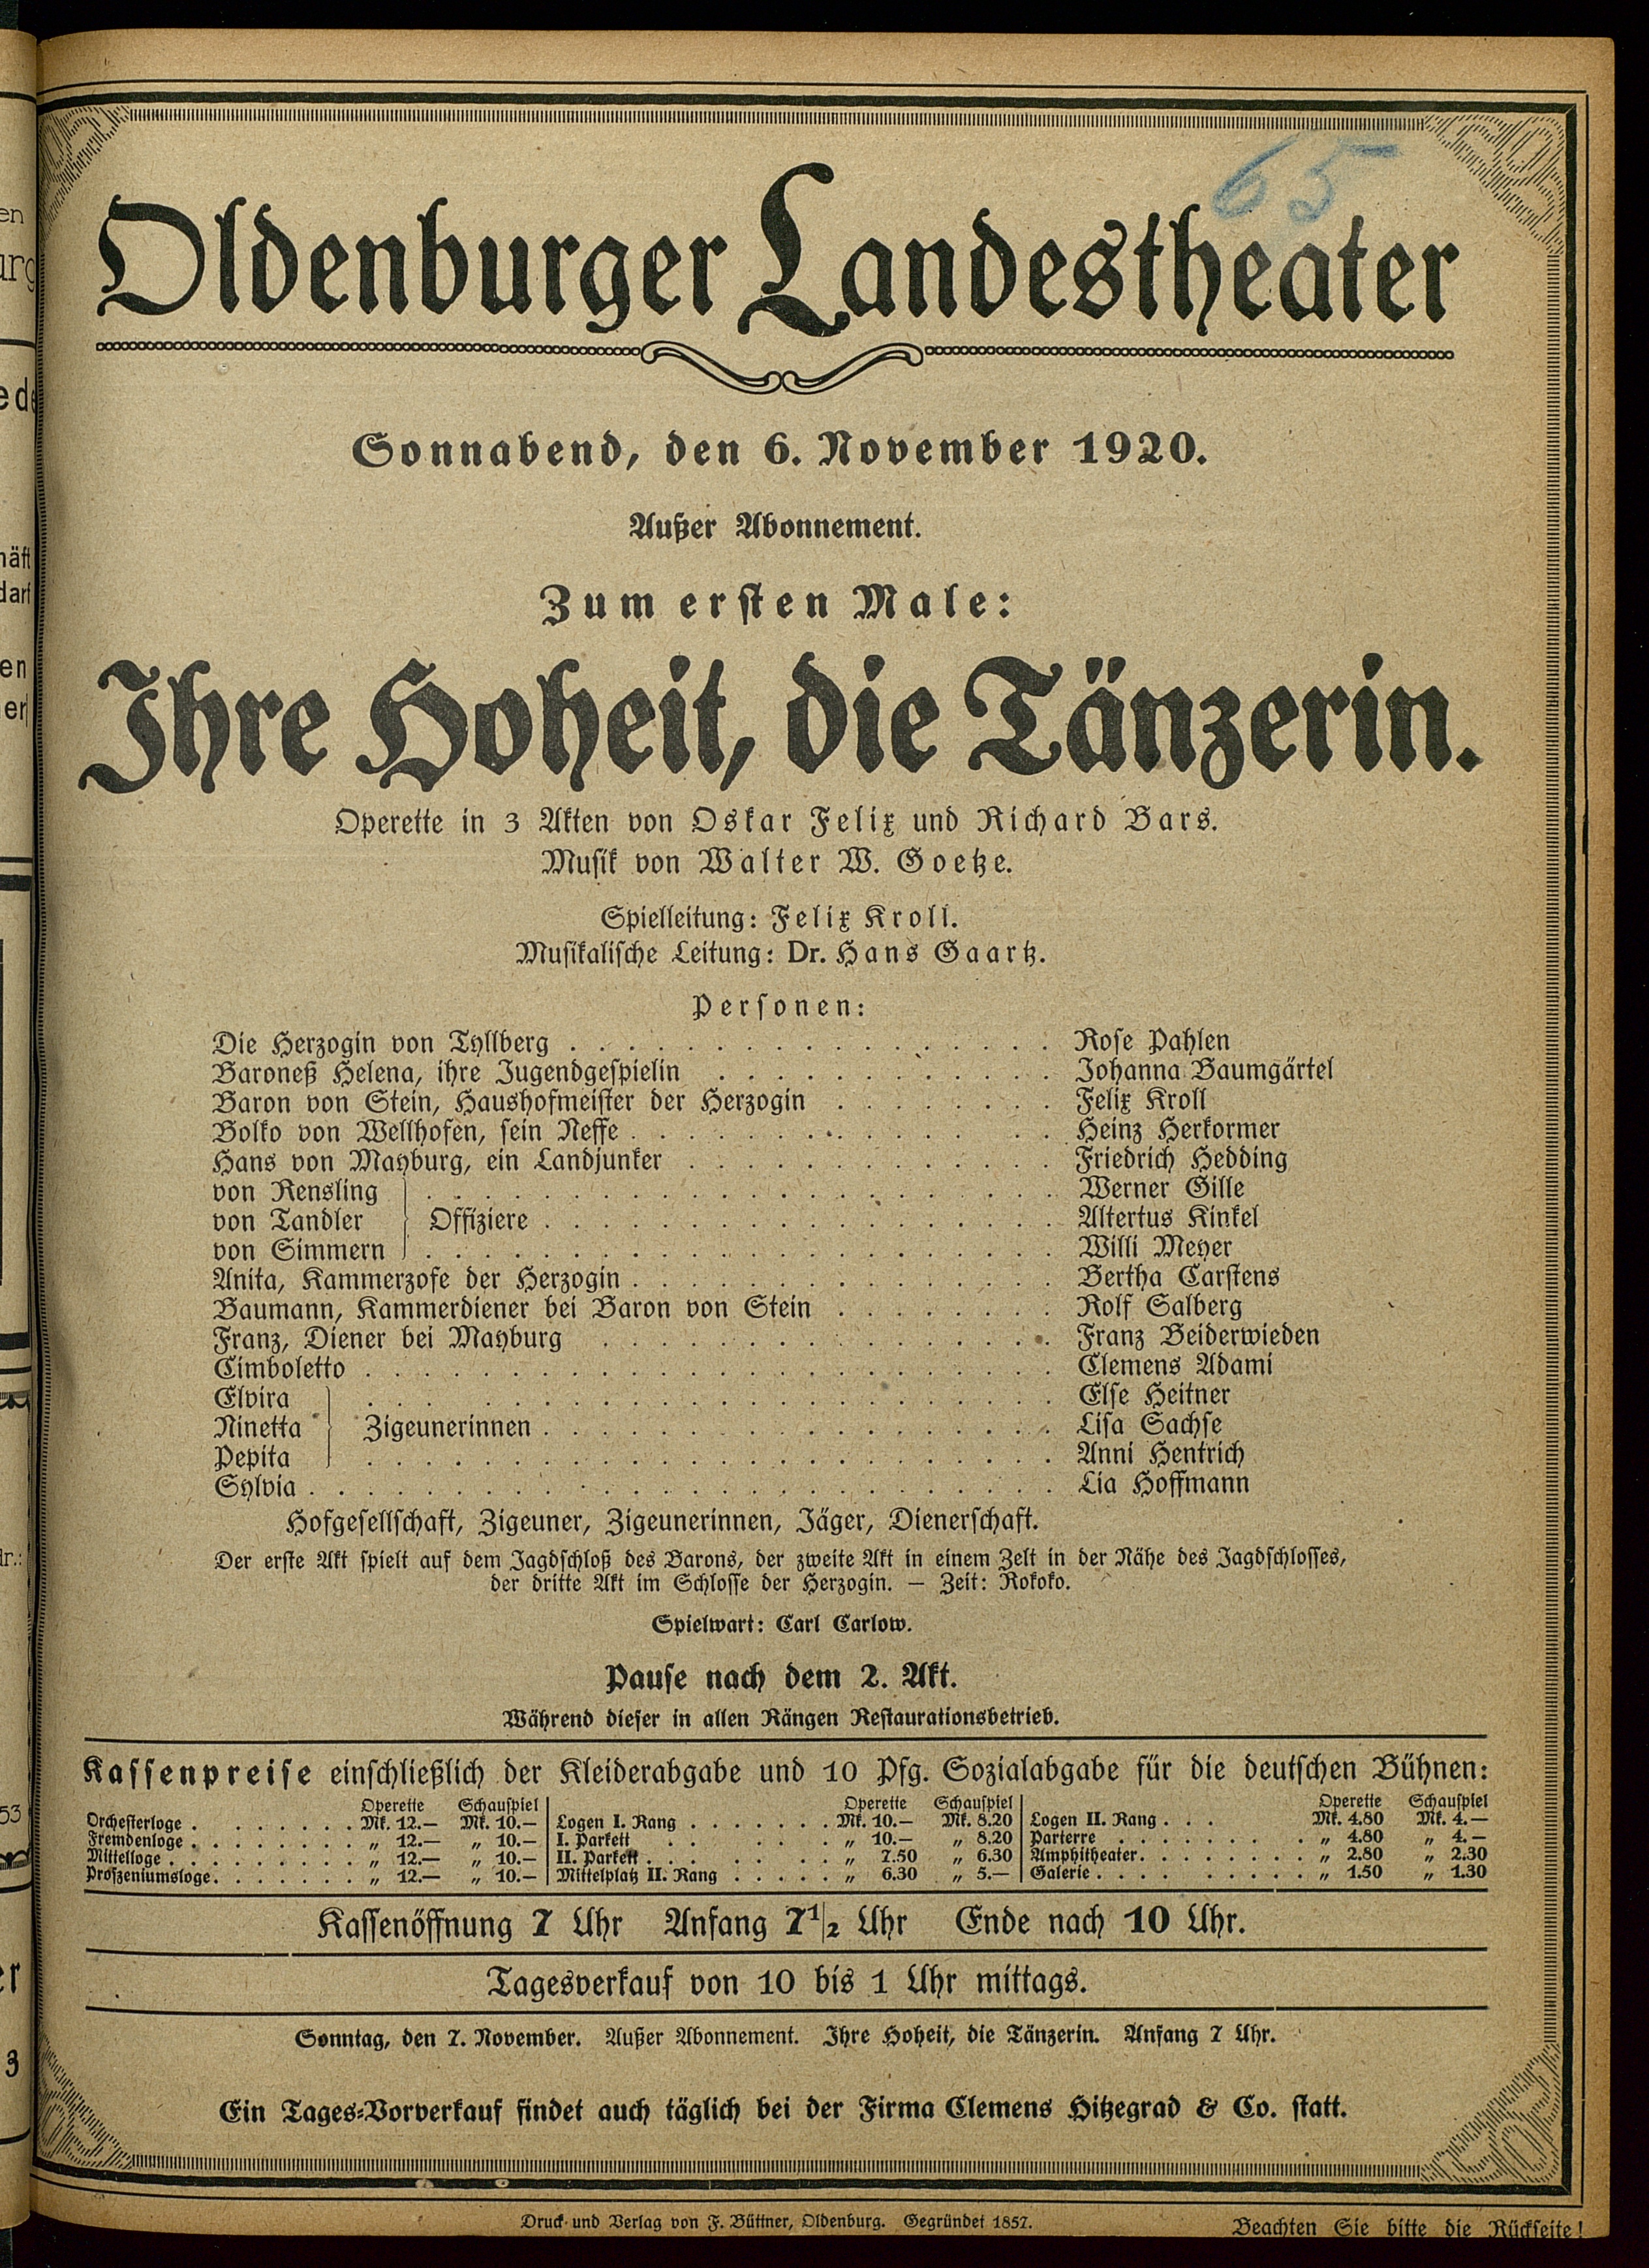 65
Oldenburger Landestheater
Sonnabend, den 6. November 1920.
Außer Abonnement.
Zum ersten Male:
Ihre Hoheit, die Tänzerin.
Operette in 3 Akten von Oskar Felix und Richard Bars.
Musik von Walter W. Goetze.
Spielleitung: Felix Kroll.
Musikalische Leitung: Dr. Hans Gaartz.
Personen:
Die Herzogin von Tyllberg . . . . . Rose Pahlen
Baroneß Helena, ihre Jugendgespielin . . . . . Johanna Baumgärtel
Baron von Stein, Haushofmeister der Herzogin . . . . . Felix Kroll
Bolko von Wellhofen, sein Neffe . . . . . Heinz Herkormer
Hans von Mayburg, ein Landjunker . . . . . Friedrich Hedding
von Rensling . . . . . Werner Gille
von Tandler } Offiziere . . . . . Altertus Kinkel
von Simmern . . . . . Willi Meyer
Anita, Kammerzofe der Herzogin . . . . . Bertha Carstens
Baumann, Kammerdiener bei Baron von Stein . . . . . Rolf Salberg
Franz, Diener bei Mayburg . . . . . Franz Beiderwieden
Cimboletto . . . . . Clemens Adami
Elvira . . . . . Else Heitner
Ninetta } Zigeunerinnen . . . . . Lisa Sachse
Pepita . . . . . Anni Hentrich
Sylvia . . . . . Lia Hoffmann
Hofgesellschaft, Zigeuner, Zigeunerinnen, Jäger, Dienerschaft.
Der erste Akt spielt auf dem Jagdschloß des Barons, der zweite Akt in einem Zelt in der Nähe des Jagdschlosses,
der dritte Akt im Schlosse der Herzogin. — Zeit: Rokoko.
Spielwart: Carl Carlow.
Pause nach dem 2. Akt.
Während dieser in allen Rängen Restaurationsbetrieb.
Kassenpreise einschließlich der Kleiderabgabe und 10 Pfg. Sozialabgabe für die deutschen Bühnen:
Operette Schauspiel
Orchesterloge . . . . . Mk. 12.— Mk. 10.—
Fremdenloge . . . . . „ 12.— „ 10.—
Mittelloge . . . . . „ 12.— „ 10.—
Proszeniumsloge . . . . . „ 12.— „ 10.—
Operette Schauspiel
Logen I. Rang . . . . . Mk. 10.— Mk. 8.20
I. Parkett . . . . . „ 10.— „ 8.20
II. Parkett . . . . . „ 7.50 „ 6.30
Mittelplatz II. Rang . . . . . „ 6.30 „ 5.—
Operette Schauspiel
Logen II. Rang . . . Mk. 4.80 Mk. 4.—
Parterre . . . . . „ 4.80 „ 4.—
Amphitheater . . . . . „ 2.80 „ 2.30
Galerie . . . . . „ 1.50 „ 1.30
Kassenöffnung 7 Uhr Anfang 7 1/2 Uhr Ende nach 10 Uhr.
Tagesverkauf von 10 bis 1 Uhr mittags.
Sonntag, den 7. November. Außer Abonnement. Ihre Hoheit, die Tänzerin. Anfang 7 Uhr.
Ein Tages-Vorverkauf findet auch täglich bei der Firma Clemens Hitzegrad & Co. statt.
Druck und Verlag von F. Büttner, Oldenburg. Gegründet 1857.
Beachten Sie bitte die Rückseite!